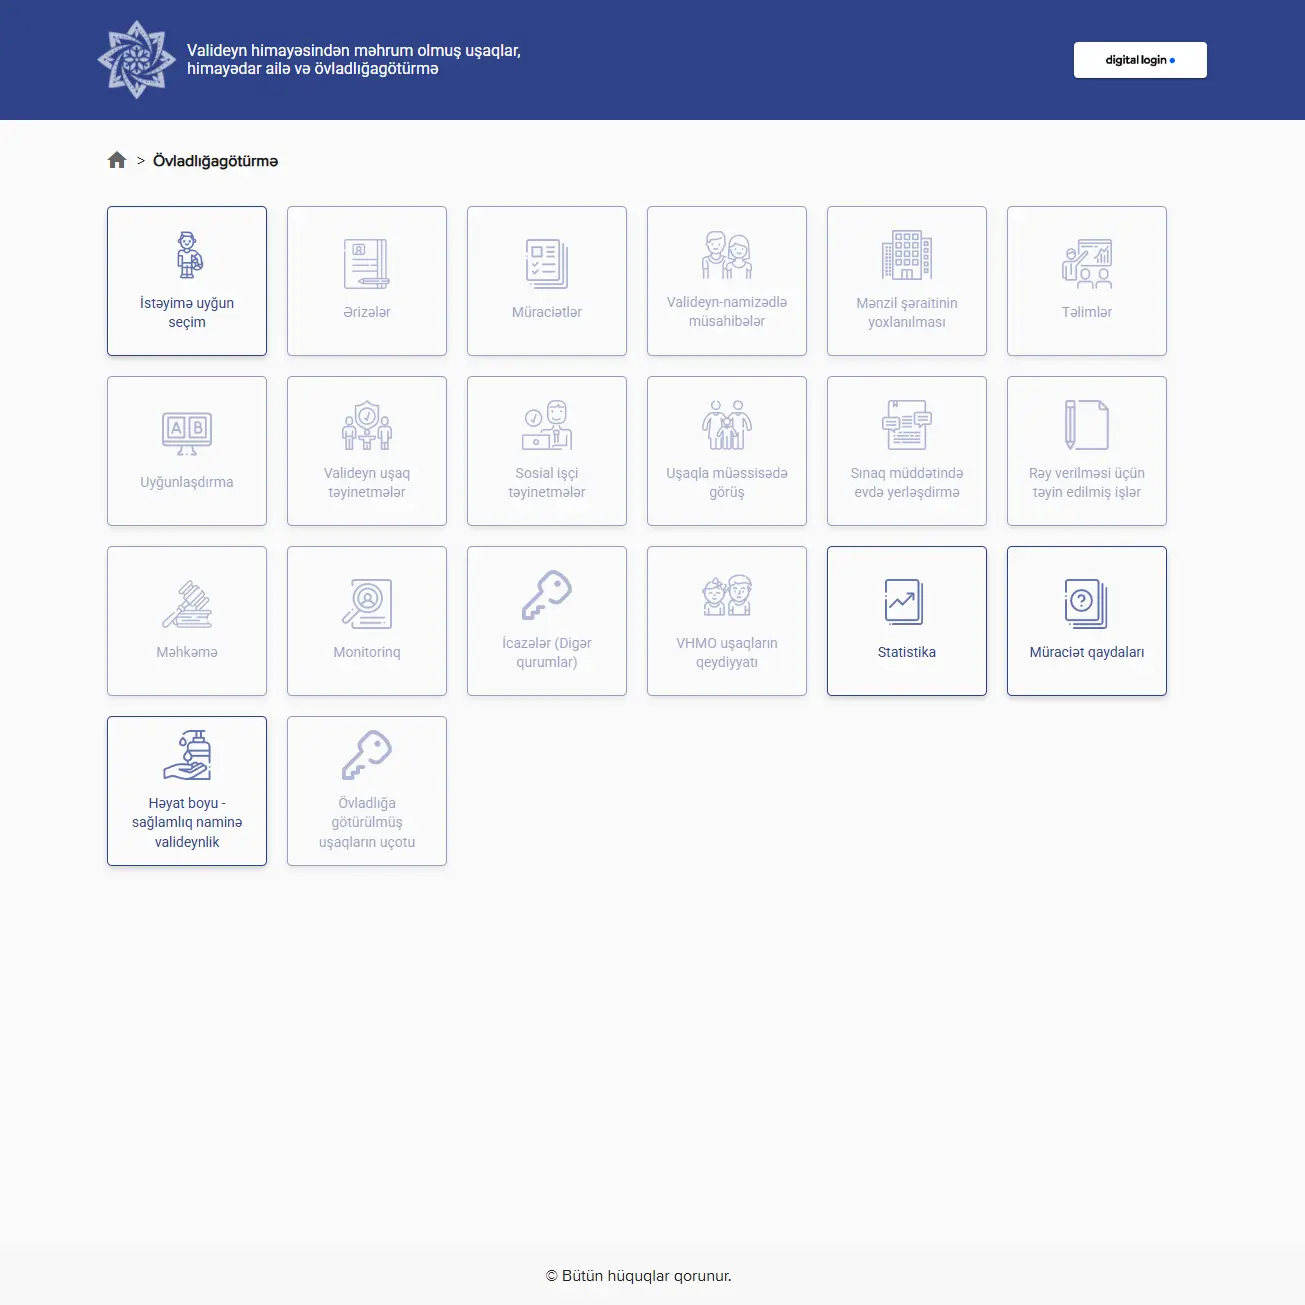 Valideyn himayəsindən məhrum olmuş uşaqlar,
himayədar ailə və övladlığagötürmə
digital login
> Övladlığagötürmə
İstəyimə uyğun
seçim
Ərizələr
Müraciətlər
Valideyn-namizədlə
müsahibələr
Mənzil şəraitinin
yoxlanılması
Təlimlər
A B
Uyğunlaşdırma
Valideyn uşaq
təyinetmələr
Sosial işçi
təyinetmələr
Uşaqla müəssisədə
görüş
Sınaq müddətində
evdə yerləşdirmə
Rəy verilməsi üçün
təyin edilmiş işlər
Məhkəmə
Monitorinq
İcazələr (Digər
qurumlar)
VHMO uşaqların
qeydiyyatı
Statistika
?
Müraciət qaydaları
Həyat boyu -
sağlamlıq naminə
valideynlik
Övladlığa
götürülmüş
uşaqların uçotu
© Bütün hüquqlar qorunur.